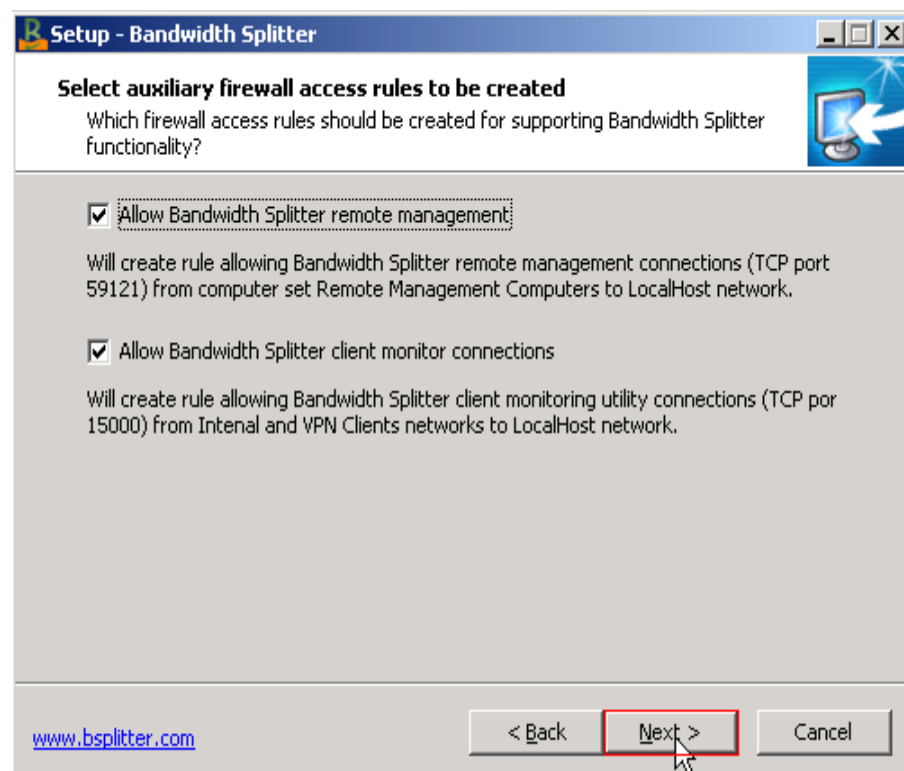 Setup - Bandwidth Splitter
Select auxiliary firewall access rules to be created
Which firewall access rules should be created for supporting Bandwidth Splitter
functionality?
Allow Bandwidth Splitter remote management
Will create rule allowing Bandwidth Splitter remote management connections (TCP port
59121) from computer set Remote Management Computers to LocalHost network.
Allow Bandwidth Splitter client monitor connections
Will create rule allowing Bandwidth Splitter client monitoring utility connections (TCP por
15000) from Intenal and VPN Clients networks to LocalHost network.
www.bsplitter.com
< Back
Next >
Cancel